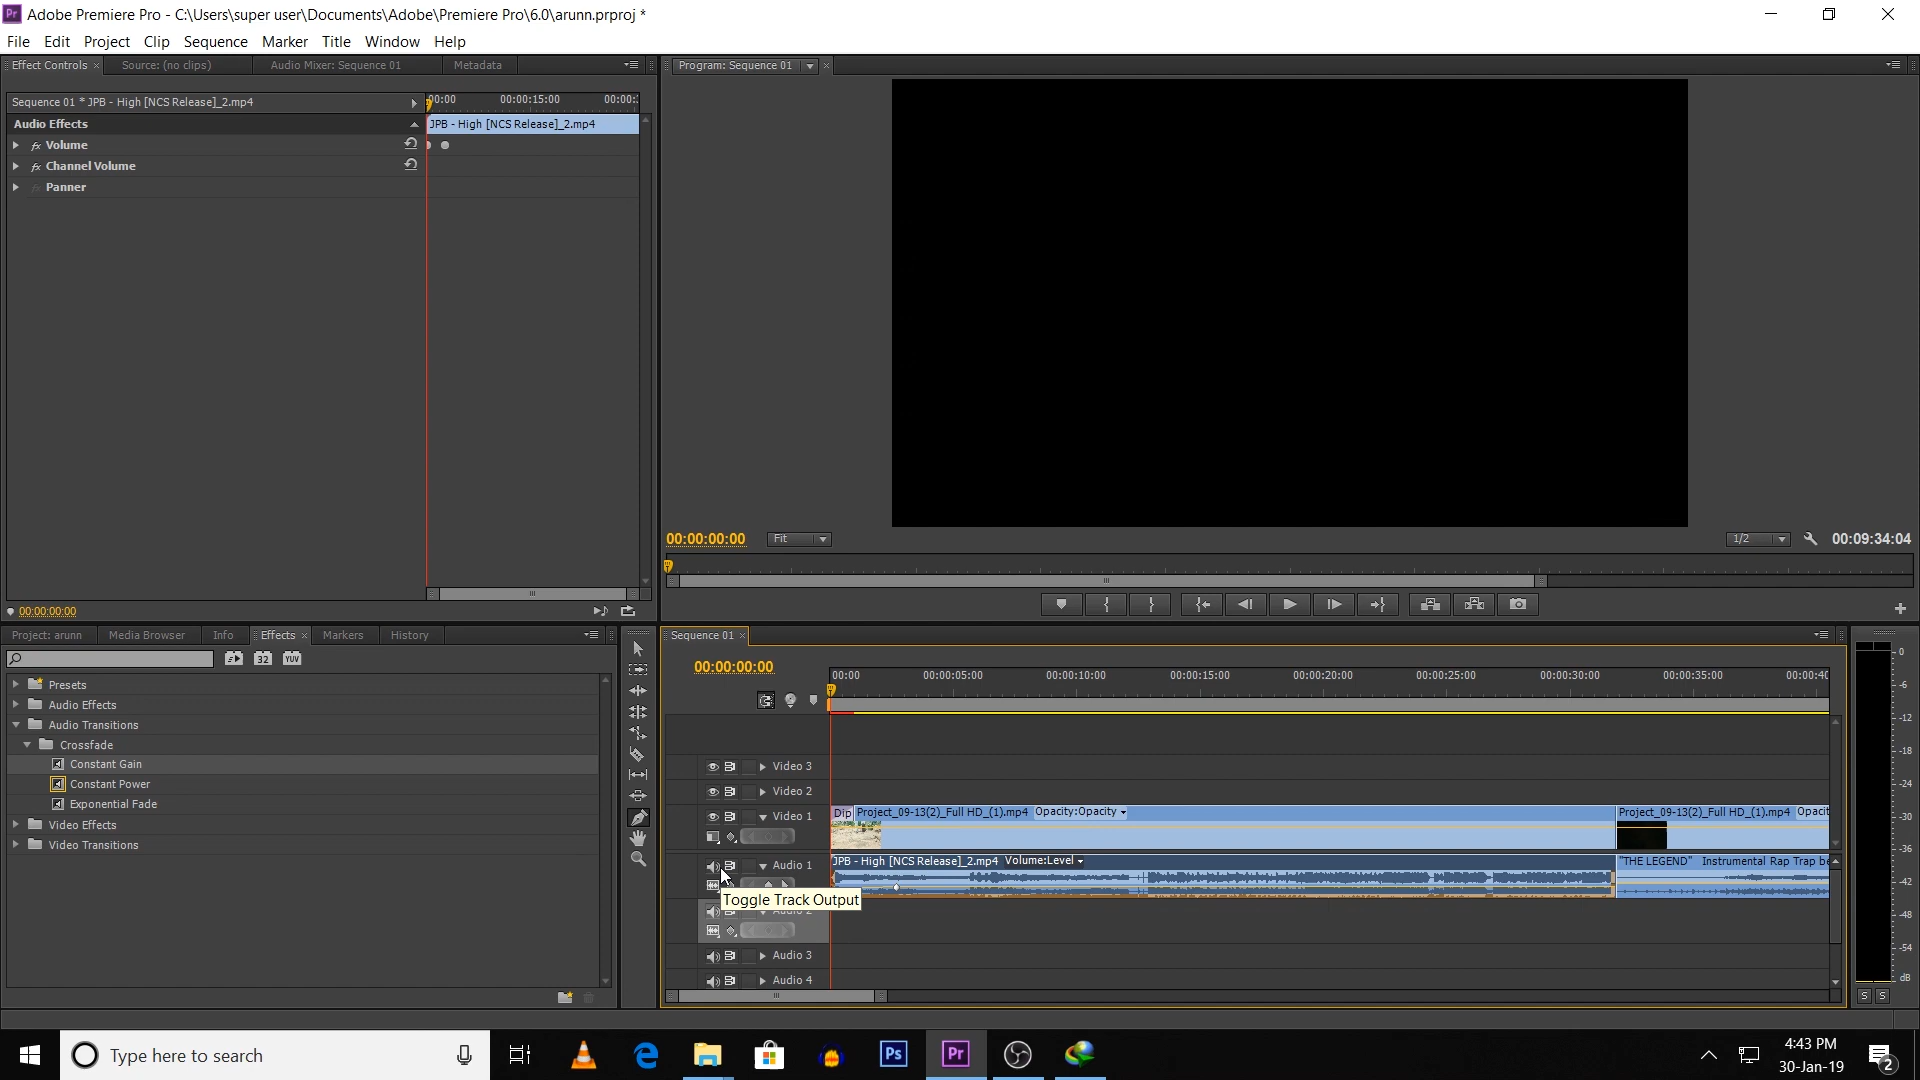 Adobe Premiere Pro - C:\Users\super user\Documents\Adobe\Premiere Pro\6.0\arunn.prproj *
File Edit Project Clip Sequence Marker Title Window Help
Effect Controls × Source: (no clips) Audio Mixer: Sequence 01 Metadata
Program: Sequence 01 ×
Sequence 01 * JPB - High [NCS Release]_2.mp4
00:00 00:00:15:00 00:00:
Audio Effects
JPB - High [NCS Release]_2.mp4
fx Volume
fx Channel Volume
fx Panner
00:00:00:00
00:00:00:00 Fit 1/2 00:09:34:04
Project: arunn Media Browser Info Effects × Markers History
32 YUV
Presets
Audio Effects
Audio Transitions
Crossfade
Constant Gain
Constant Power
Exponential Fade
Video Effects
Video Transitions
Sequence 01 ×
00:00:00:00
00:00 00:00:05:00 00:00:10:00 00:00:15:00 00:00:20:00 00:00:25:00 00:00:30:00 00:00:35:00 00:00:40
Video 3
Video 2
Video 1
Dip Project_09-13(2)_Full HD_(1).mp4 Opacity:Opacity
Project_09-13(2)_Full HD_(1).mp4 Opacit
Audio 1
JPB - High [NCS Release]_2.mp4 Volume:Level
"THE LEGEND" Instrumental Rap Trap be
Toggle Track Output
Audio 2
Audio 3
Audio 4
0
-6
-12
-18
-24
-30
-36
-42
-48
-54
dB
S S
Type here to search
Ps
Pr
4:43 PM
30-Jan-19
2